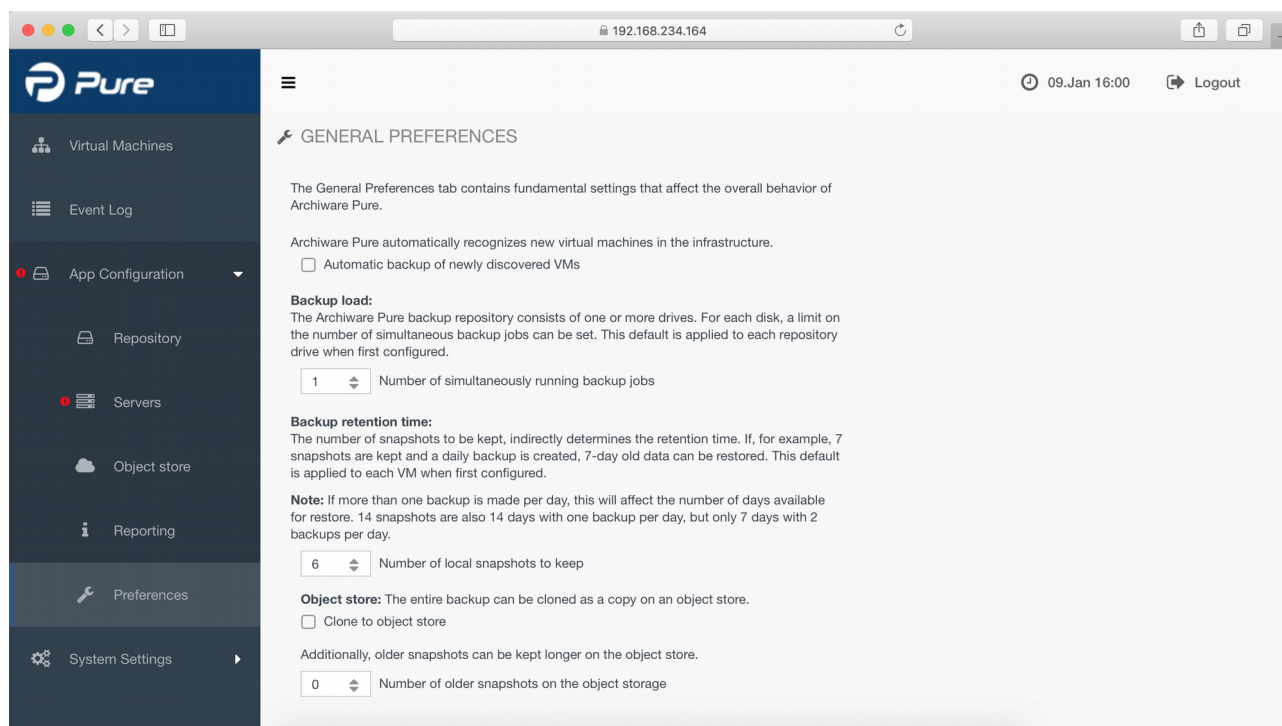 192.168.234.164
Pure
09.Jan 16:00
Logout
Virtual Machines
Event Log
App Configuration
Repository
Servers
Object store
Reporting
Preferences
System Settings
GENERAL PREFERENCES
The General Preferences tab contains fundamental settings that affect the overall behavior of
Archiware Pure.
Archiware Pure automatically recognizes new virtual machines in the infrastructure.
Automatic backup of newly discovered VMs
Backup load:
The Archiware Pure backup repository consists of one or more drives. For each disk, a limit on
the number of simultaneous backup jobs can be set. This default is applied to each repository
drive when first configured.
1 Number of simultaneously running backup jobs
Backup retention time:
The number of snapshots to be kept, indirectly determines the retention time. If, for example, 7
snapshots are kept and a daily backup is created, 7-day old data can be restored. This default
is applied to each VM when first configured.
Note: If more than one backup is made per day, this will affect the number of days available
for restore. 14 snapshots are also 14 days with one backup per day, but only 7 days with 2
backups per day.
6 Number of local snapshots to keep
Object store: The entire backup can be cloned as a copy on an object store.
Clone to object store
Additionally, older snapshots can be kept longer on the object store.
0 Number of older snapshots on the object storage